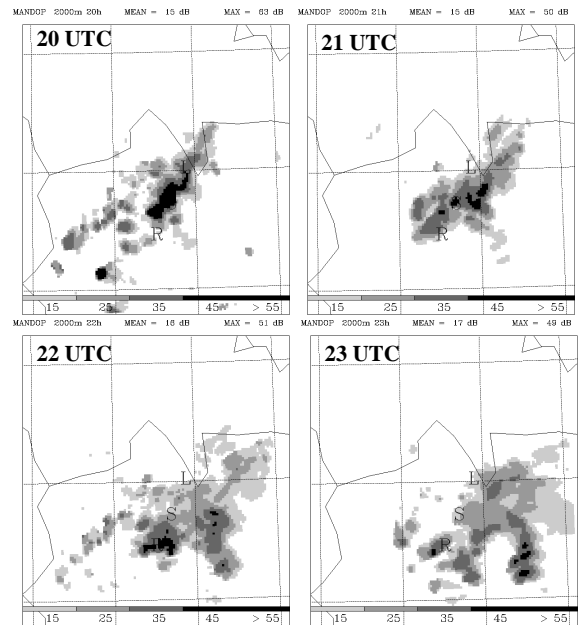 MANDOP 2000m 20h MEAN = 15 dB MAX = 63 dB
20 UTC
L
R
15 25 35 45 > 55
MANDOP 2000m 21h MEAN = 15 dB MAX = 50 dB
21 UTC
L
R
15 25 35 45 > 55
MANDOP 2000m 22h MEAN = 16 dB MAX = 51 dB
22 UTC
L
S
15 25 35 45 > 55
MANDOP 2000m 23h MEAN = 17 dB MAX = 49 dB
23 UTC
L
S
R
15 25 35 45 > 55